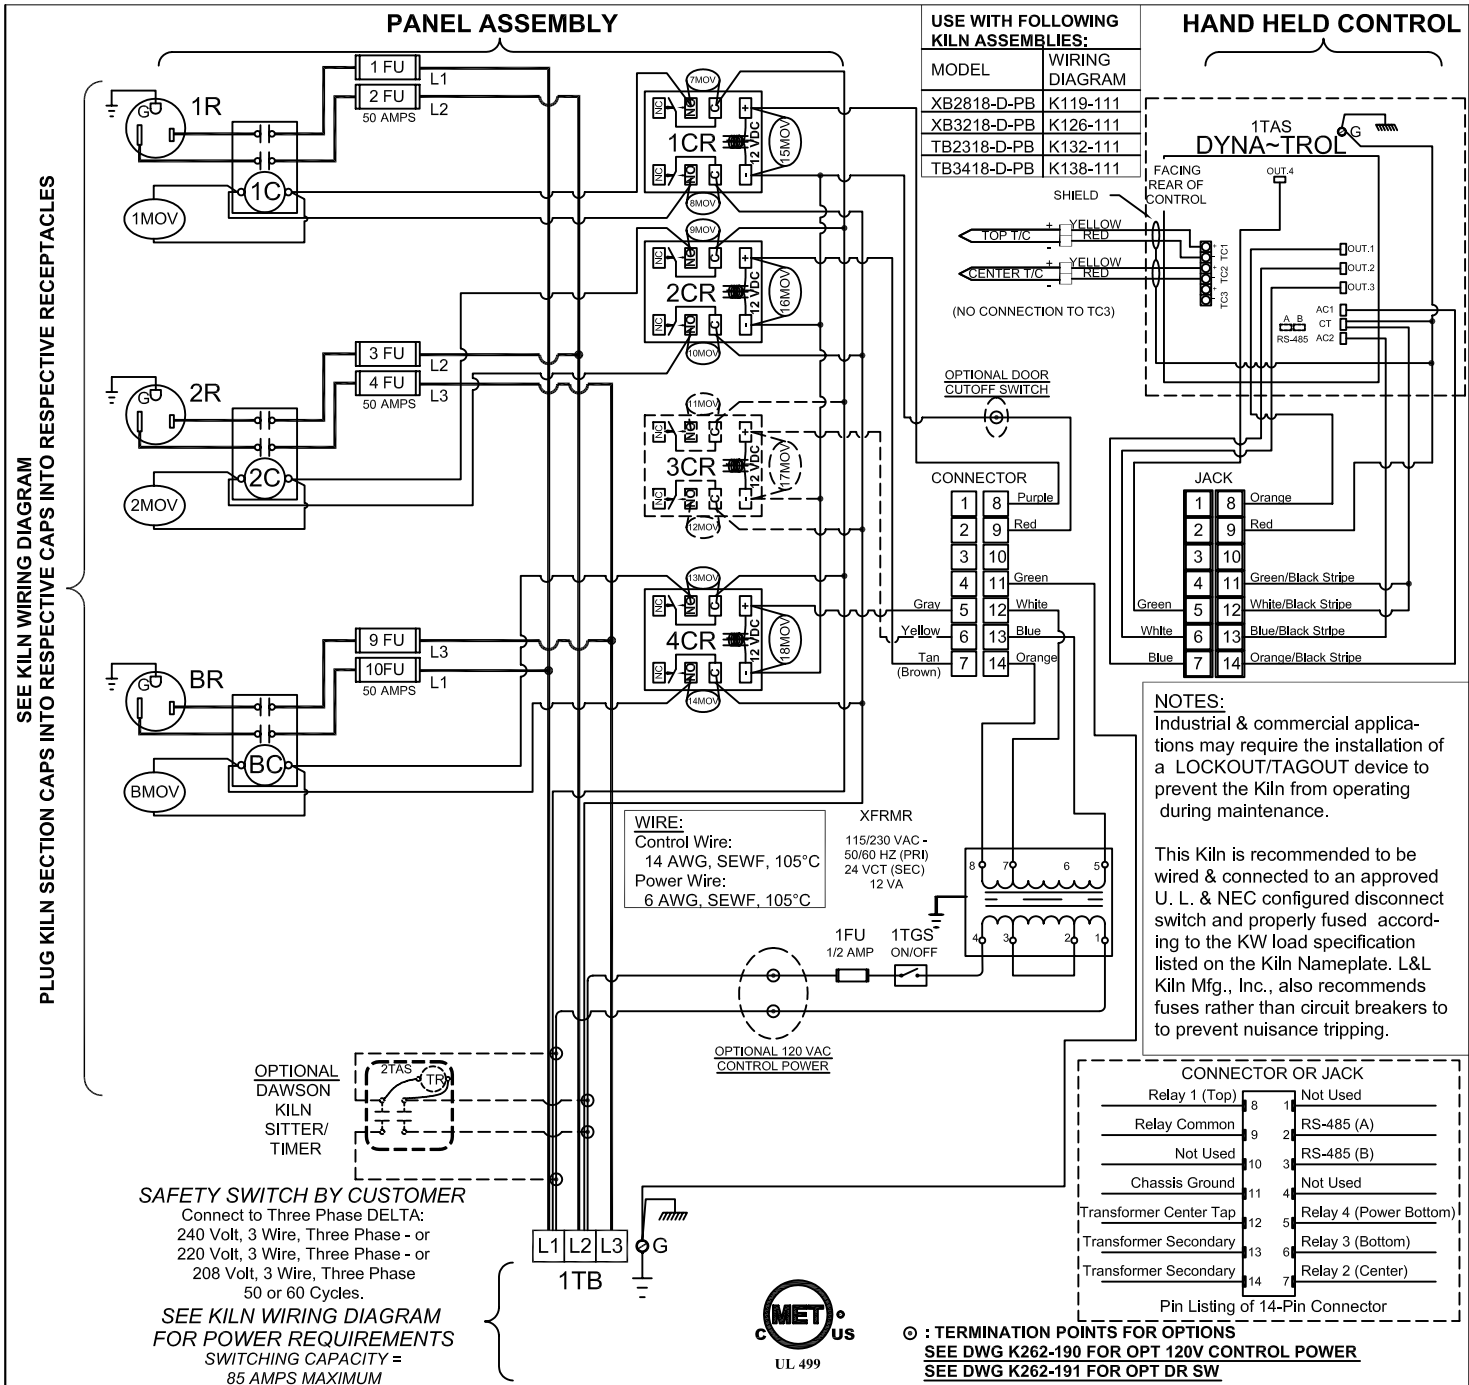 PANEL ASSEMBLY
USE WITH FOLLOWING
KILN ASSEMBLIES:
MODEL
WIRING
DIAGRAM
XB2818-D-PB K119-111
XB3218-D-PB K126-111
TB2318-D-PB K132-111
TB3418-D-PB K138-111
HAND HELD CONTROL
SEE KILN WIRING DIAGRAM
PLUG KILN SECTION CAPS INTO RESPECTIVE CAPS INTO RESPECTIVE RECEPTACLES
G
1R
1 FU
L1
2 FU
L2
50 AMPS
1C
1MOV
7MOV
NC
NO
C
+
1CR
12 VDC
15MOV
NC
NO
C
-
8MOV
9MOV
NC
NO
C
+
2CR
12 VDC
16MOV
NC
NO
C
-
10MOV
G
2R
3 FU
L2
4 FU
L3
50 AMPS
2C
2MOV
11MOV
NC
NO
C
+
3CR
12 VDC
17MOV
NC
NO
C
-
12MOV
G
BR
9 FU
L3
10FU
L1
50 AMPS
BC
BMOV
13MOV
NC
NO
C
+
4CR
12 VDC
18MOV
NC
NO
C
-
14MOV
1TAS
DYNA~TROL
G
FACING
REAR OF
CONTROL
OUT.4
SHIELD
+ YELLOW
TOP T/C RED
-
+ YELLOW
CENTER T/C RED
-
(NO CONNECTION TO TC3)
+
-
TC1
+
-
TC2
+
-
TC3
OUT.1
OUT.2
OUT.3
A B
RS-485
AC1
CT
AC2
OPTIONAL DOOR
CUTOFF SWITCH
CONNECTOR
1 8 Purple
2 9 Red
3 10
4 11 Green
Gray 5 12 White
Yellow 6 13 Blue
Tan 7 14 Orange
(Brown)
JACK
1 8 Orange
2 9 Red
3 10
4 11 Green/Black Stripe
Green 5 12 White/Black Stripe
White 6 13 Blue/Black Stripe
Blue 7 14 Orange/Black Stripe
WIRE:
Control Wire:
14 AWG, SEWF, 105°C
Power Wire:
6 AWG, SEWF, 105°C
XFRMR
115/230 VAC -
50/60 HZ (PRI)
24 VCT (SEC)
12 VA
8 7 6 5
4 3 2 1
1FU
1/2 AMP
1TGS
ON/OFF
OPTIONAL 120 VAC
CONTROL POWER
NOTES:
Industrial & commercial applica-
tions may require the installation of
a LOCKOUT/TAGOUT device to
prevent the Kiln from operating
during maintenance.
This Kiln is recommended to be
wired & connected to an approved
U. L. & NEC configured disconnect
switch and properly fused accord-
ing to the KW load specification
listed on the Kiln Nameplate. L&L
Kiln Mfg., Inc., also recommends
fuses rather than circuit breakers to
to prevent nuisance tripping.
OPTIONAL
DAWSON
KILN
SITTER/
TIMER
2TAS
TR
SAFETY SWITCH BY CUSTOMER
Connect to Three Phase DELTA:
240 Volt, 3 Wire, Three Phase - or
220 Volt, 3 Wire, Three Phase - or
208 Volt, 3 Wire, Three Phase
50 or 60 Cycles.
SEE KILN WIRING DIAGRAM
FOR POWER REQUIREMENTS
SWITCHING CAPACITY =
85 AMPS MAXIMUM
L1 L2 L3 G
1TB
CONNECTOR OR JACK
Relay 1 (Top) 8 1 Not Used
Relay Common 9 2 RS-485 (A)
Not Used 10 3 RS-485 (B)
Chassis Ground 11 4 Not Used
Transformer Center Tap 12 5 Relay 4 (Power Bottom)
Transformer Secondary 13 6 Relay 3 (Bottom)
Transformer Secondary 14 7 Relay 2 (Center)
Pin Listing of 14-Pin Connector
MET
C US
UL 499
: TERMINATION POINTS FOR OPTIONS
SEE DWG K262-190 FOR OPT 120V CONTROL POWER
SEE DWG K262-191 FOR OPT DR SW